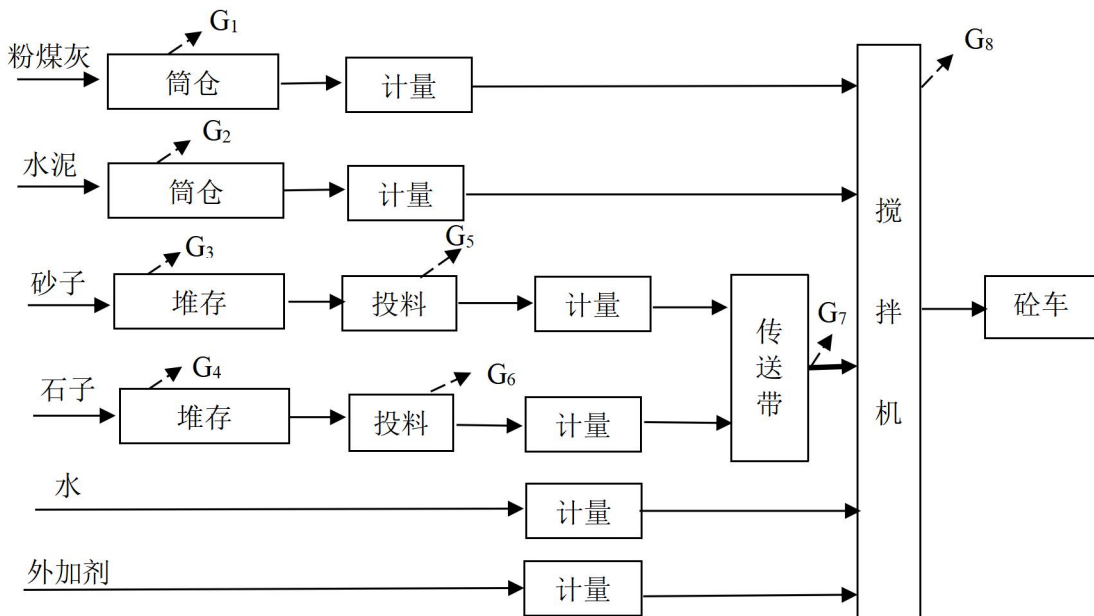 G₁
粉煤灰
筒仓
计量
G₂
水泥
筒仓
计量
G₃
砂子
堆存
G₅
投料
计量
G₄
石子
堆存
G₆
投料
计量
传送带
G₇
水
计量
外加剂
计量
搅拌机
G₈
砼车